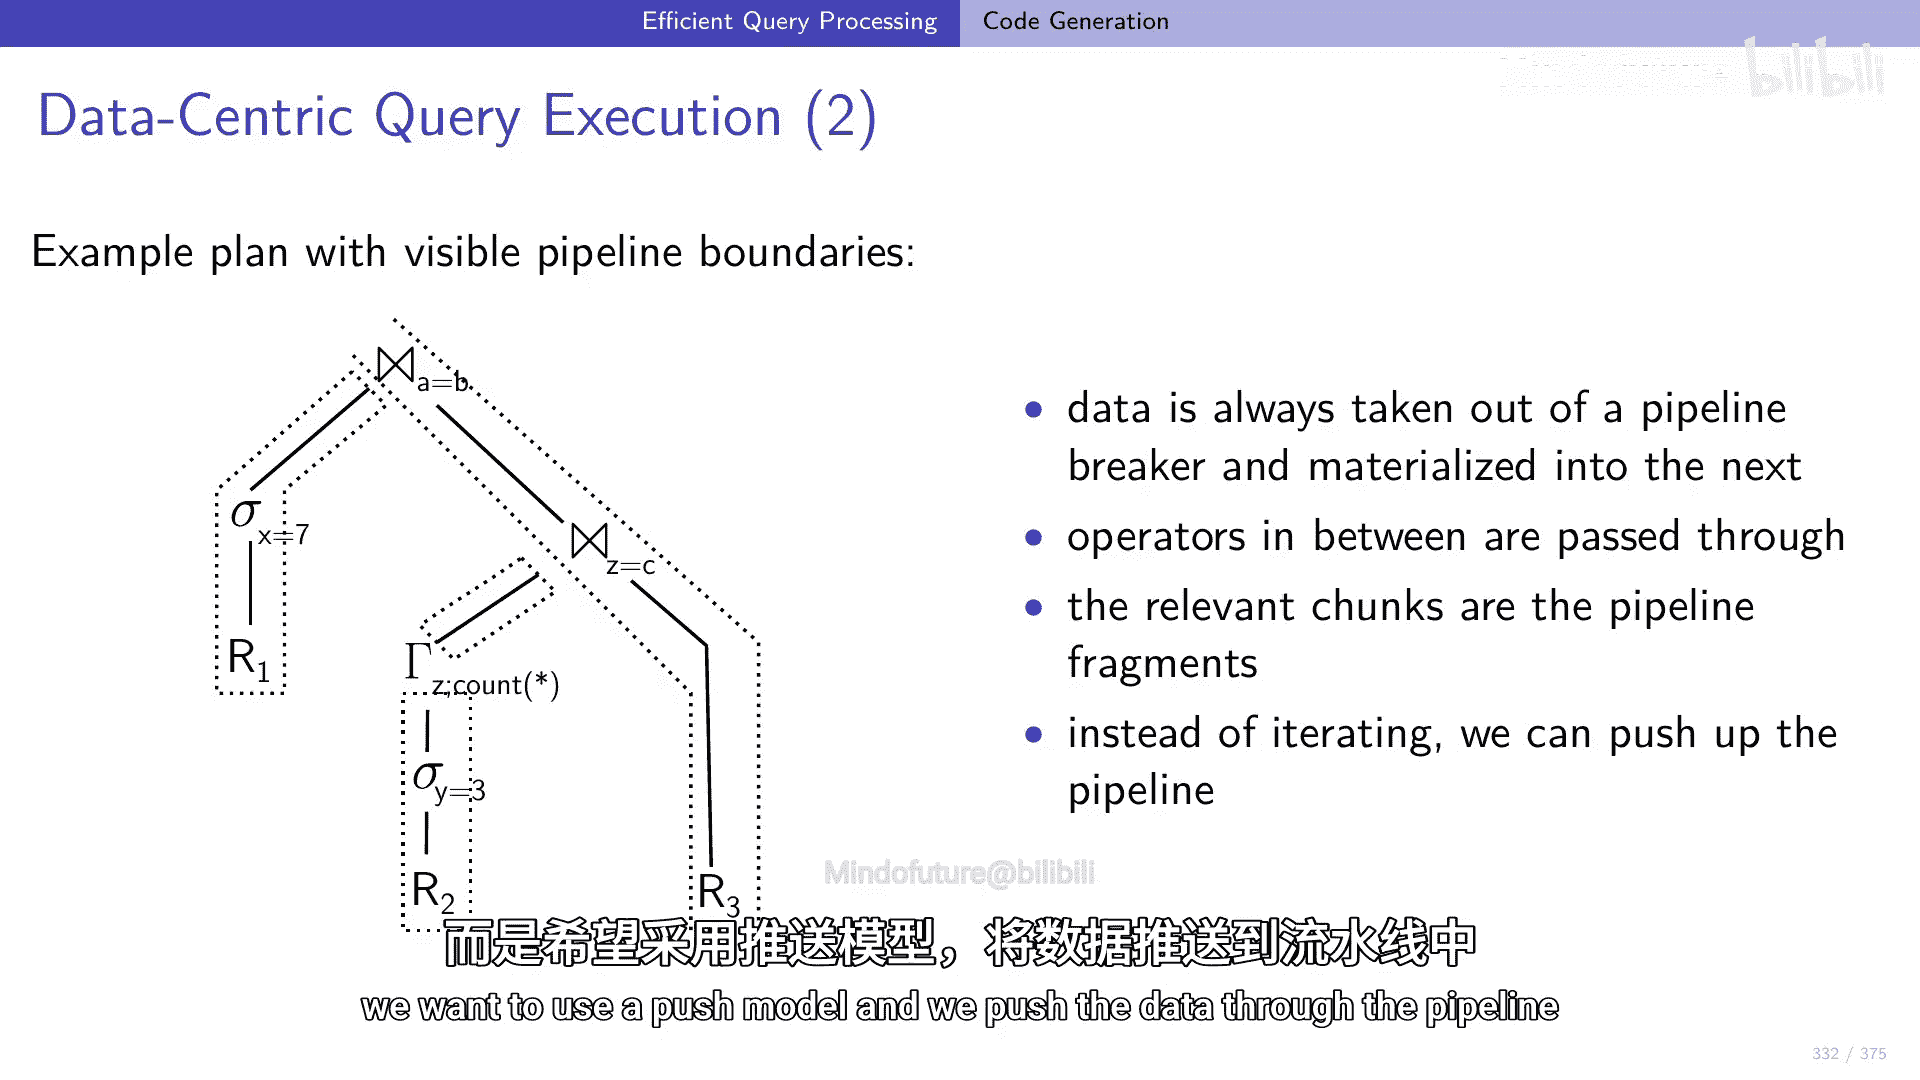 Efficient Query Processing Code Generation
bilibili
Data-Centric Query Execution (2)
Example plan with visible pipeline boundaries:
⋈a=b
σx=7
⋈z=c
R1
Γz;count(*)
σy=3
R2
R3
• data is always taken out of a pipeline
breaker and materialized into the next
• operators in between are passed through
• the relevant chunks are the pipeline
fragments
• instead of iterating, we can push up the
pipeline
Mindofuture@bilibili
而是希望采用推送模型，将数据推送到流水线中
we want to use a push model and we push the data through the pipeline
332 / 375